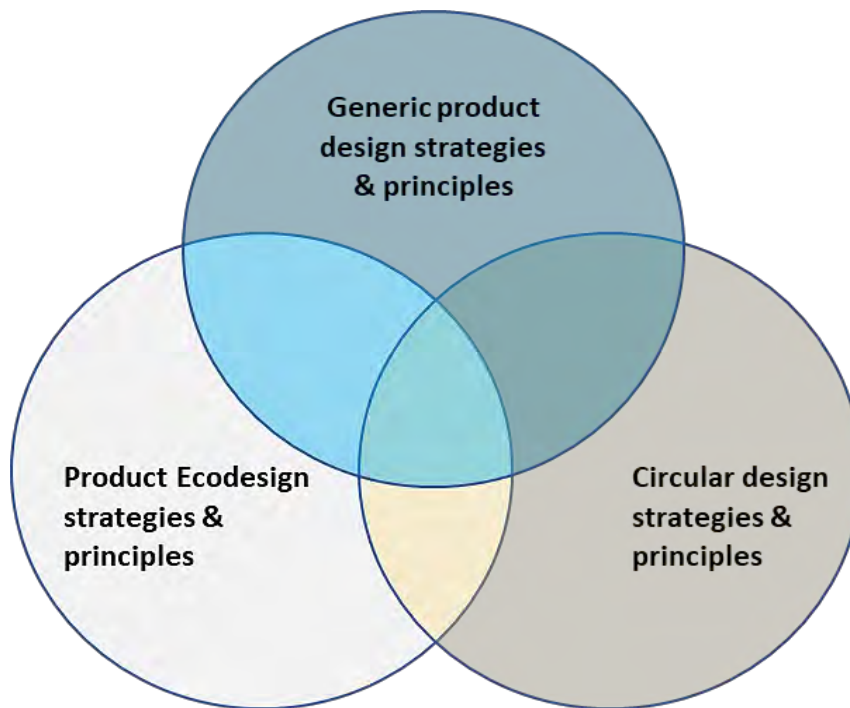 Generic product
design strategies
& principles
Product Ecodesign
strategies &
principles
Circular design
strategies &
principles